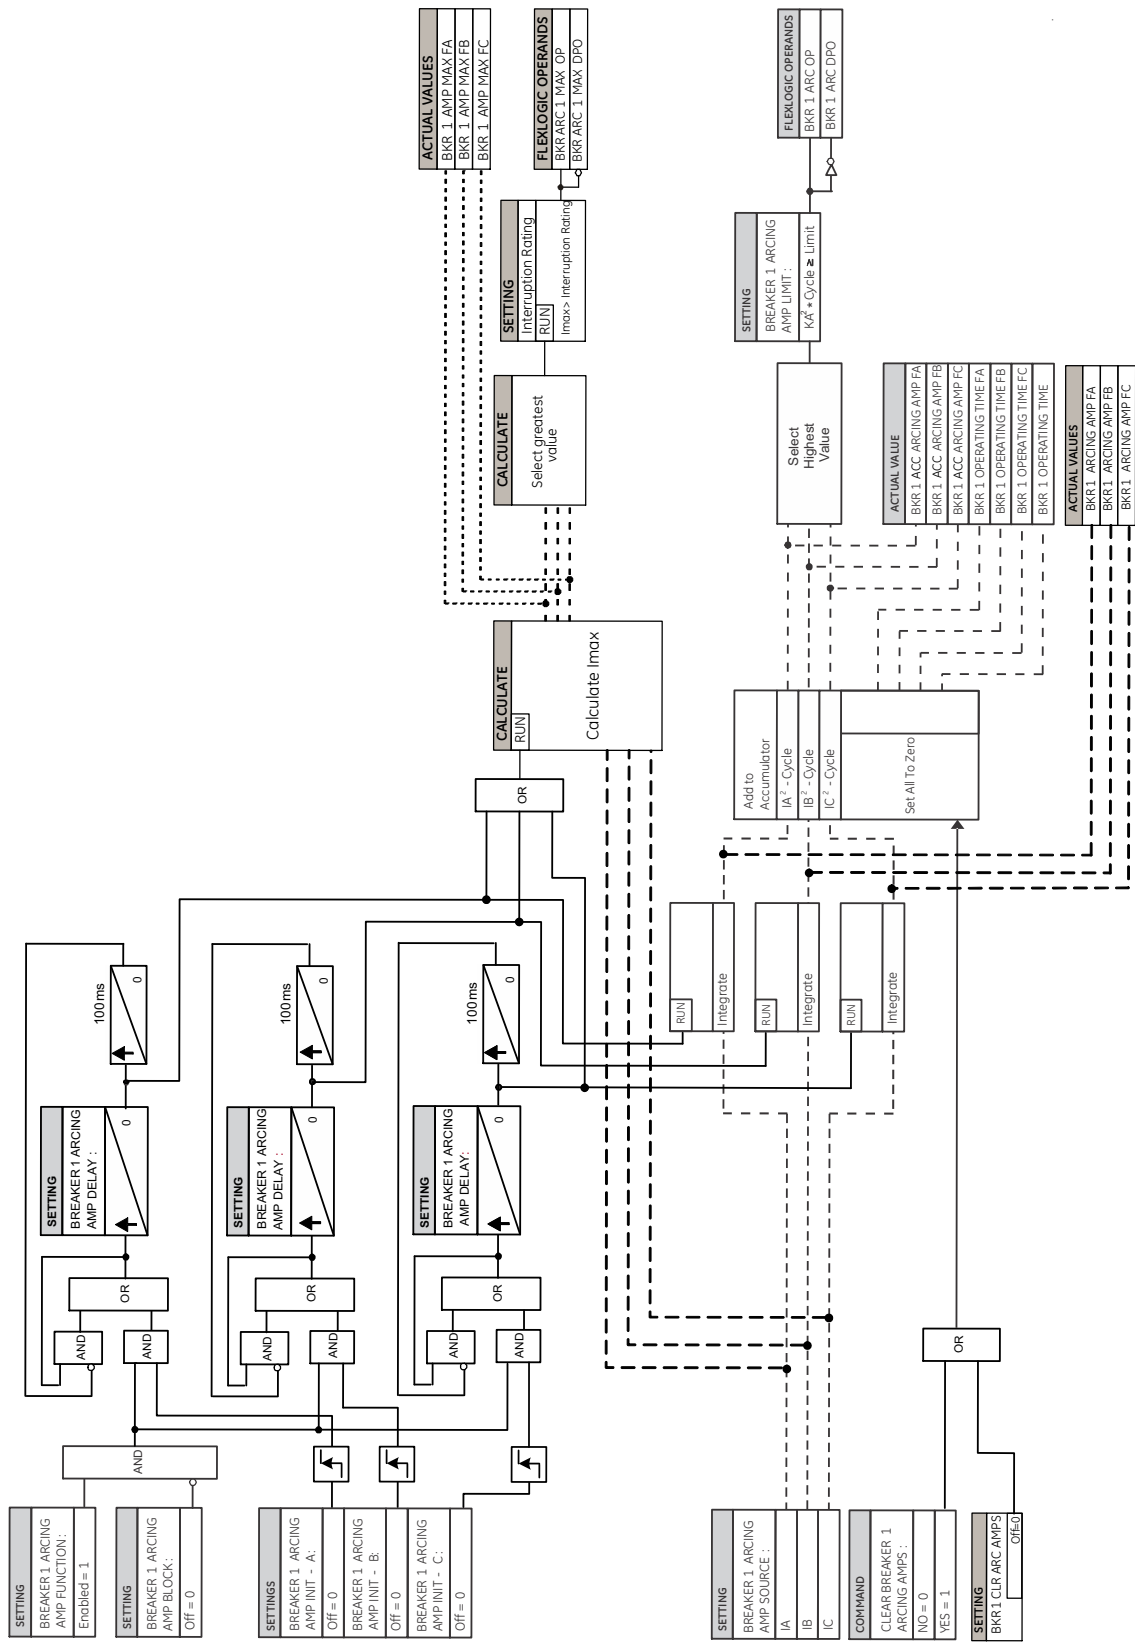 SETTING
BREAKER 1 ARCING
AMP FUNCTION :
Enabled = 1
SETTING
BREAKER 1 ARCING
AMP BLOCK :
Off = 0
SETTINGS
BREAKER 1 ARCING
AMP INIT - A:
Off = 0
BREAKER 1 ARCING
AMP INIT - B:
Off = 0
BREAKER 1 ARCING
AMP INIT - C:
Off = 0
SETTING
BREAKER 1 ARCING
AMP SOURCE :
IA
IB
IC
COMMAND
CLEAR BREAKER 1
ARCING AMPS :
NO = 0
YES = 1
SETTING
BKR 1 CLR ARC AMPS
Off=0
AND
AND
AND
OR
AND
AND
OR
AND
AND
OR
OR
SETTING
BREAKER 1 ARCING
AMP DELAY :
0
100 ms
0
SETTING
BREAKER 1 ARCING
AMP DELAY :
0
100 ms
0
SETTING
BREAKER 1 ARCING
AMP DELAY:
0
100 ms
0
OR
RUN
Integrate
RUN
Integrate
RUN
Integrate
CALCULATE
RUN
Calculate Imax
Add to
Accumulator
IA² - Cycle
IB² - Cycle
IC² - Cycle
Set All To Zero
CALCULATE
Select greatest
value
SETTING
Interruption Rating
RUN
Imax> Interruption Rating
ACTUAL VALUES
BKR 1 AMP MAX FA
BKR 1 AMP MAX FB
BKR 1 AMP MAX FC
FLEXLOGIC OPERANDS
BKR ARC 1 MAX OP
BKR ARC 1 MAX DPO
Select
Highest
Value
SETTING
BREAKER 1 ARCING
AMP LIMIT :
KA² * Cycle ≥ Limit
FLEXLOGIC OPERANDS
BKR 1 ARC OP
BKR 1 ARC DPO
ACTUAL VALUE
BKR 1 ACC ARCING AMP FA
BKR 1 ACC ARCING AMP FB
BKR 1 ACC ARCING AMP FC
BKR 1 OPERATING TIME FA
BKR 1 OPERATING TIME FB
BKR 1 OPERATING TIME FC
BKR 1 OPERATING TIME
ACTUAL VALUES
BKR 1 ARCING AMP FA
BKR 1 ARCING AMP FB
BKR 1 ARCING AMP FC